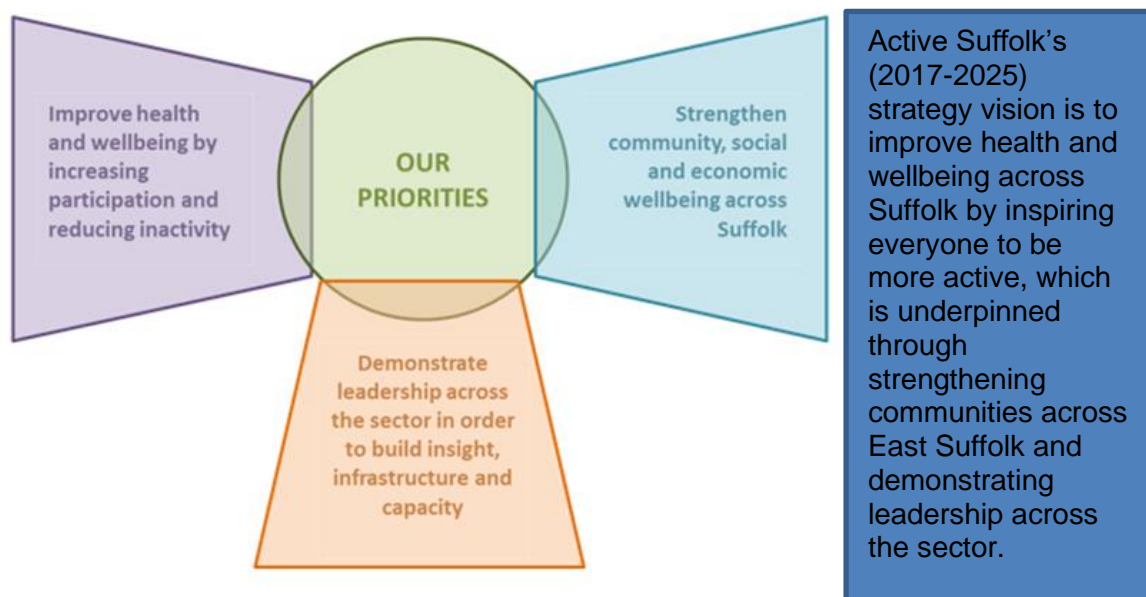 Improve health
and wellbeing by
increasing
participation and
reducing inactivity
OUR
PRIORITIES
Strengthen
community, social
and economic
wellbeing across
Suffolk
Demonstrate
leadership across
the sector in order
to build insight,
infrastructure and
capacity
Active Suffolk’s
(2017-2025)
strategy vision is to
improve health and
wellbeing across
Suffolk by inspiring
everyone to be
more active, which
is underpinned
through
strengthening
communities across
East Suffolk and
demonstrating
leadership across
the sector.